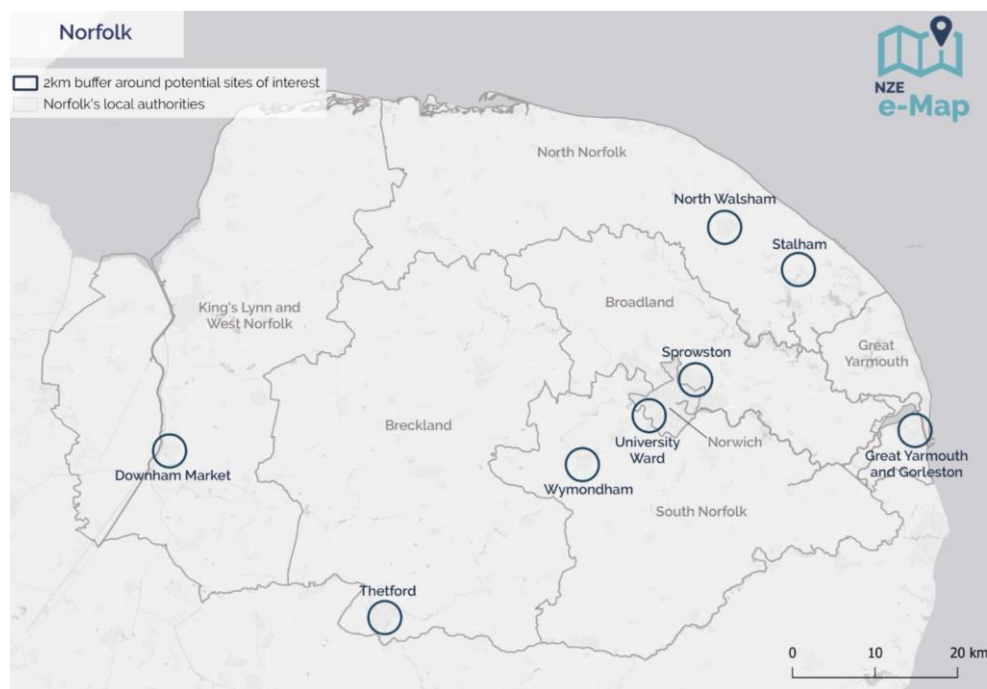 Norfolk
2km buffer around potential sites of interest
Norfolk's local authorities
NZE
e-Map
North Norfolk
North Walsham
Stalham
King's Lynn and
West Norfolk
Broadland
Great
Yarmouth
Sprowston
Breckland
University
Ward
Norwich
Great Yarmouth
and Gorleston
Downham Market
Wymondham
South Norfolk
Thetford
0 10 20 km